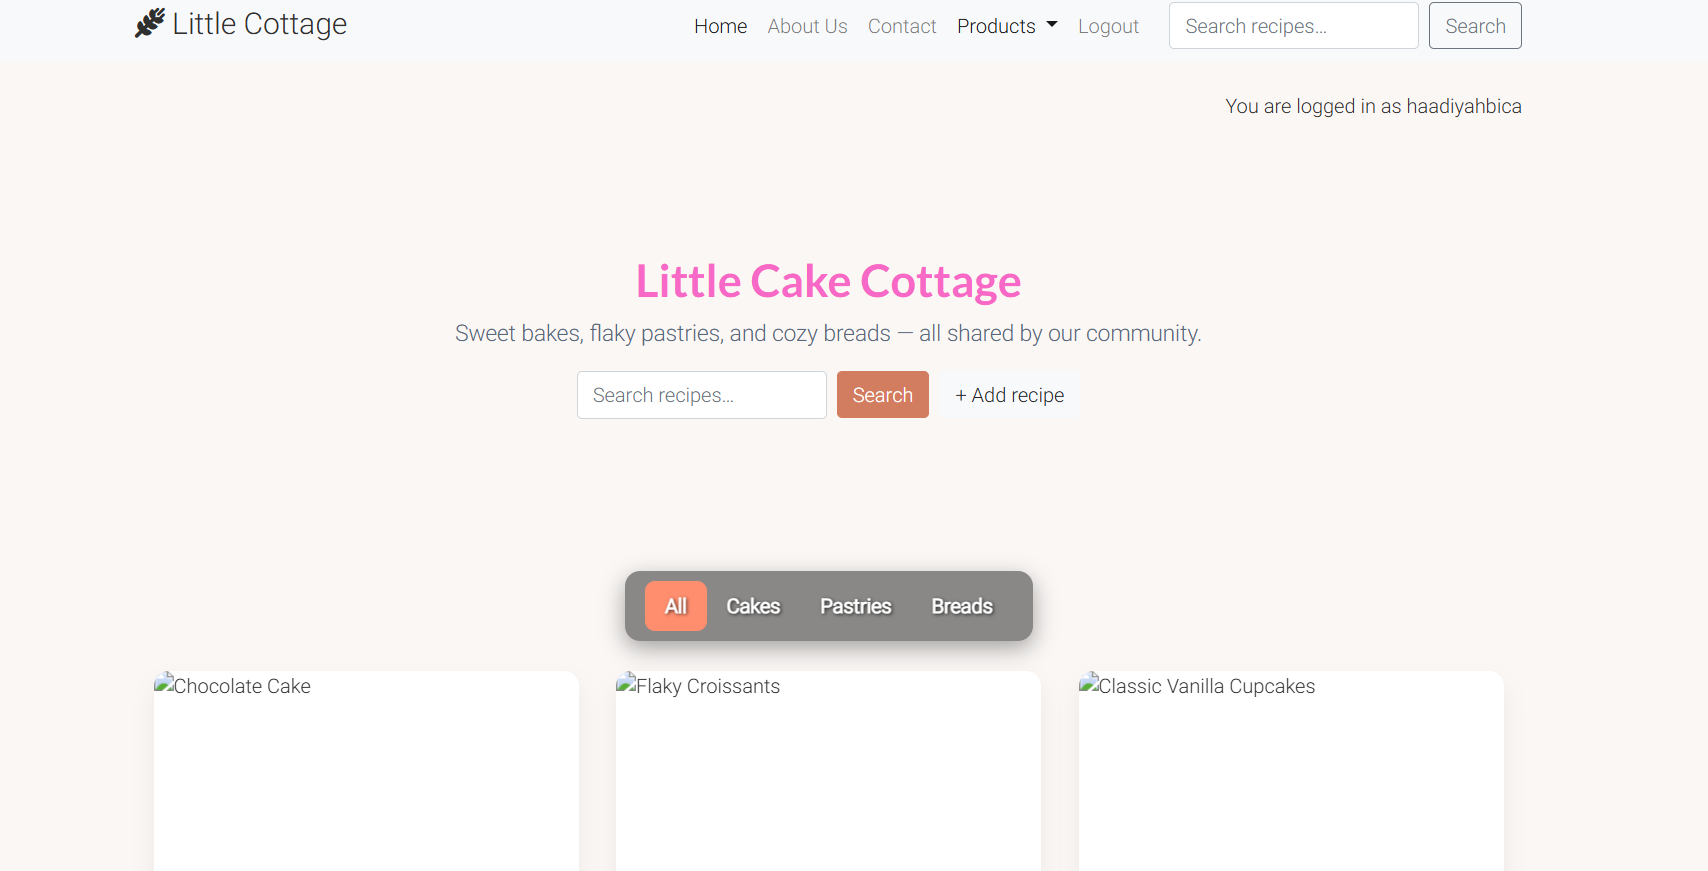 Little Cottage Home About Us Contact Products Logout Search recipes... Search
You are logged in as haadiyahbica
Little Cake Cottage
Sweet bakes, flaky pastries, and cozy breads — all shared by our community.
Search recipes... Search + Add recipe
All Cakes Pastries Breads
Chocolate Cake Flaky Croissants Classic Vanilla Cupcakes